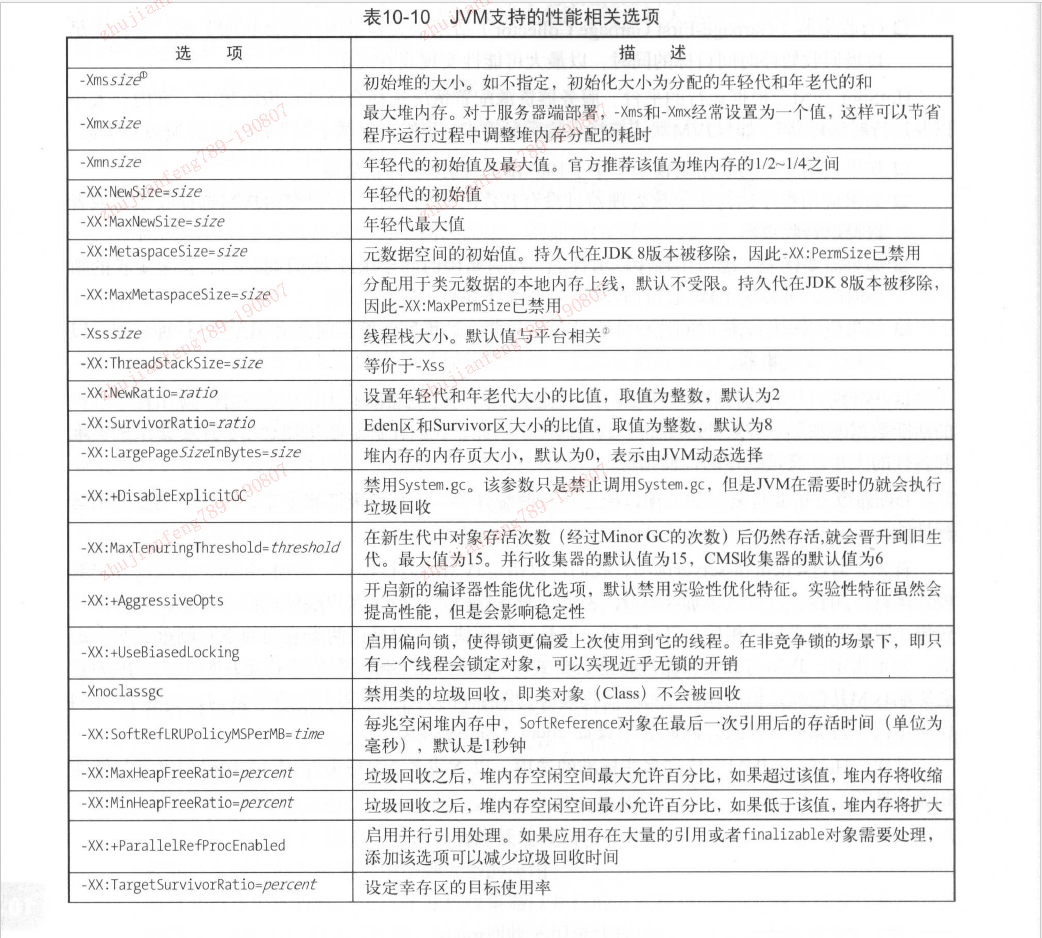 表10-10 JVM支持的性能相关选项
选 项 描 述
-Xmssize① 初始堆的大小。如不指定，初始化大小为分配的年轻代和年老代的和
-Xmxsize 最大堆内存。对于服务器端部署，-Xms和-Xmx经常设置为一个值，这样可以节省
程序运行过程中调整堆内存分配的耗时
-Xmnsize 年轻代的初始值及最大值。官方推荐该值为堆内存的1/2~1/4之间
-XX:NewSize=size 年轻代的初始值
-XX:MaxNewSize=size 年轻代最大值
-XX:MetaspaceSize=size 元数据空间的初始值。持久代在JDK 8版本被移除，因此-XX:PermSize已禁用
-XX:MaxMetaspaceSize=size 分配用于类元数据的本地内存上线，默认不受限。持久代在JDK 8版本被移除，
因此-XX:MaxPermSize已禁用
-Xsssize 线程栈大小。默认值与平台相关②
-XX:ThreadStackSize=size 等价于-Xss
-XX:NewRatio=ratio 设置年轻代和年老代大小的比值，取值为整数，默认为2
-XX:SurvivorRatio=ratio Eden区和Survivor区大小的比值，取值为整数，默认为8
-XX:LargePageSizeInBytes=size 堆内存的内存页大小，默认为0，表示由JVM动态选择
-XX:+DisableExplicitGC 禁用System.gc。该参数只是禁止调用System.gc，但是JVM在需要时仍就会执行
垃圾回收
-XX:MaxTenuringThreshold=threshold 在新生代中对象存活次数（经过Minor GC的次数）后仍然存活,就会晋升到旧生
代。最大值为15。并行收集器的默认值为15，CMS收集器的默认值为6
-XX:+AggressiveOpts 开启新的编译器性能优化选项，默认禁用实验性优化特征。实验性特征虽然会
提高性能，但是会影响稳定性
-XX:+UseBiasedLocking 启用偏向锁，使得锁更偏爱上次使用到它的线程。在非竞争锁的场景下，即只
有一个线程会锁定对象，可以实现近乎无锁的开销
-Xnoclassgc 禁用类的垃圾回收，即类对象（Class）不会被回收
-XX:SoftRefLRUPolicyMSPerMB=time 每兆空闲堆内存中，SoftReference对象在最后一次引用后的存活时间（单位为
毫秒），默认是1秒钟
-XX:MaxHeapFreeRatio=percent 垃圾回收之后，堆内存空闲空间最大允许百分比，如果超过该值，堆内存将收缩
-XX:MinHeapFreeRatio=percent 垃圾回收之后，堆内存空闲空间最小允许百分比，如果低于该值，堆内存将扩大
-XX:+ParallelRefProcEnabled 启用并行引用处理。如果应用存在大量的引用或者finalizable对象需要处理，
添加该选项可以减少垃圾回收时间
-XX:TargetSurvivorRatio=percent 设定幸存区的目标使用率
zhujianfeng789-190807
zhujianfeng789-190807
zhujianfeng789-190807
zhujianfeng789-190807
zhujianfeng789-190807
zhujianfeng789-190807